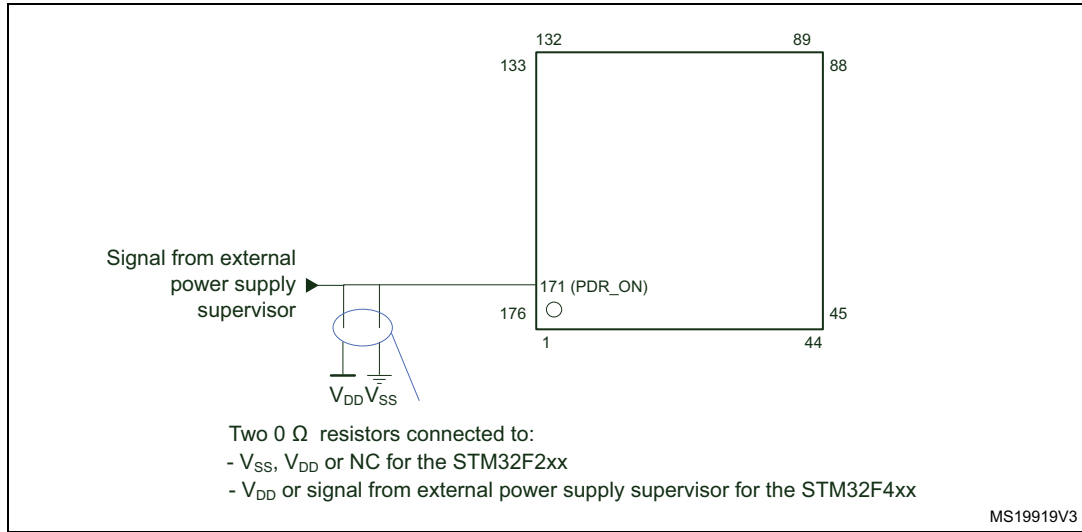 132
89
133
88
Signal from external
power supply
supervisor
171 (PDR_ON)
176
45
1
44
VDD VSS
Two 0 Ω resistors connected to:
- VSS, VDD or NC for the STM32F2xx
- VDD or signal from external power supply supervisor for the STM32F4xx
MS19919V3